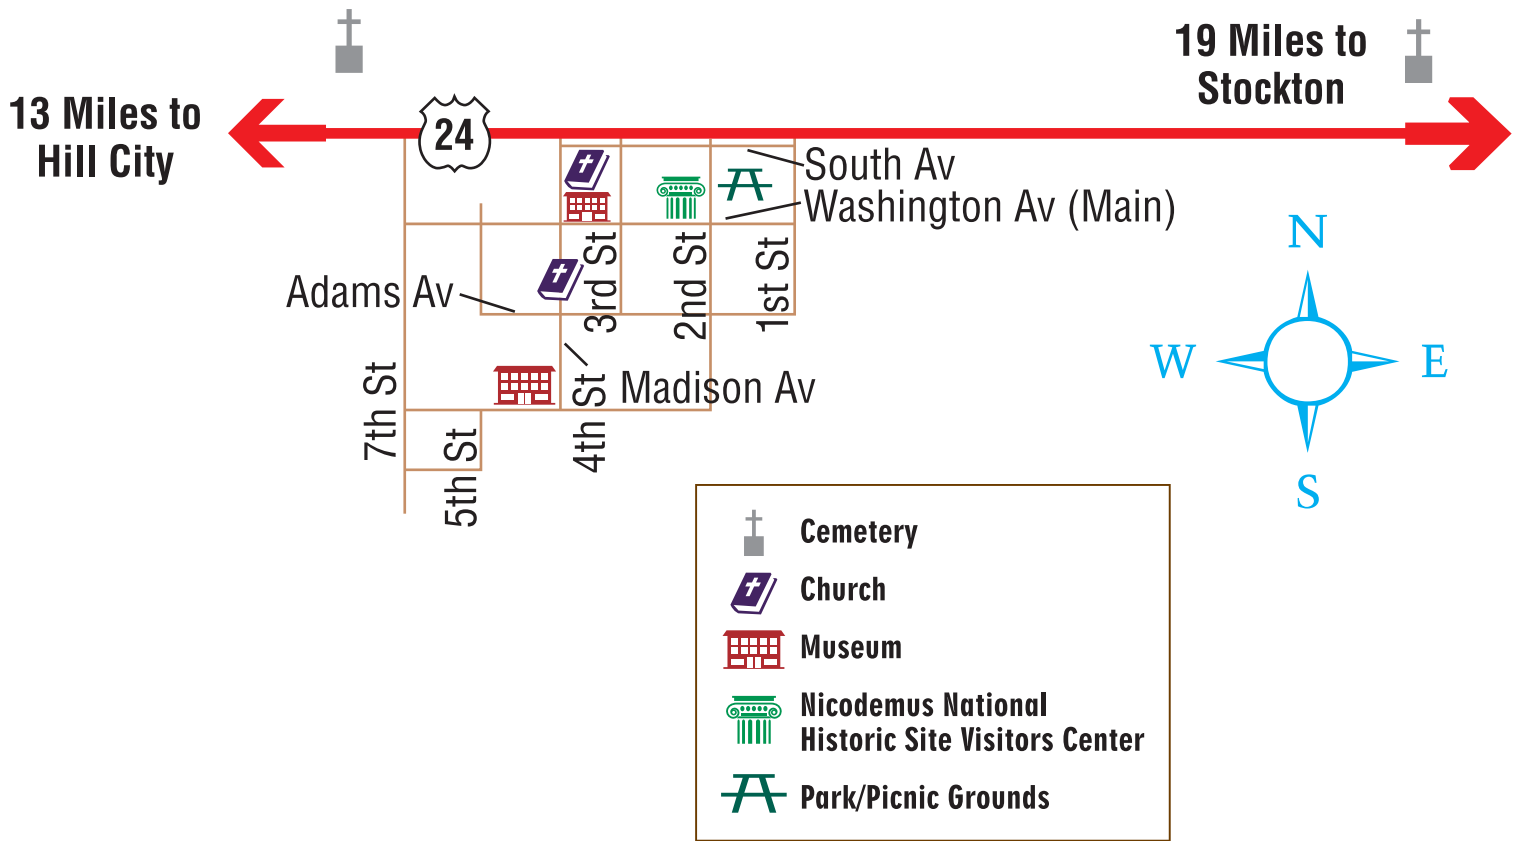 19 Miles to
Stockton
13 Miles to
Hill City
24
South Av
Washington Av (Main)
Adams Av
3rd St
2nd St
1st St
Madison Av
7th St
4th St
5th St
N
W
E
S
Cemetery
Church
Museum
Nicodemus National
Historic Site Visitors Center
Park/Picnic Grounds